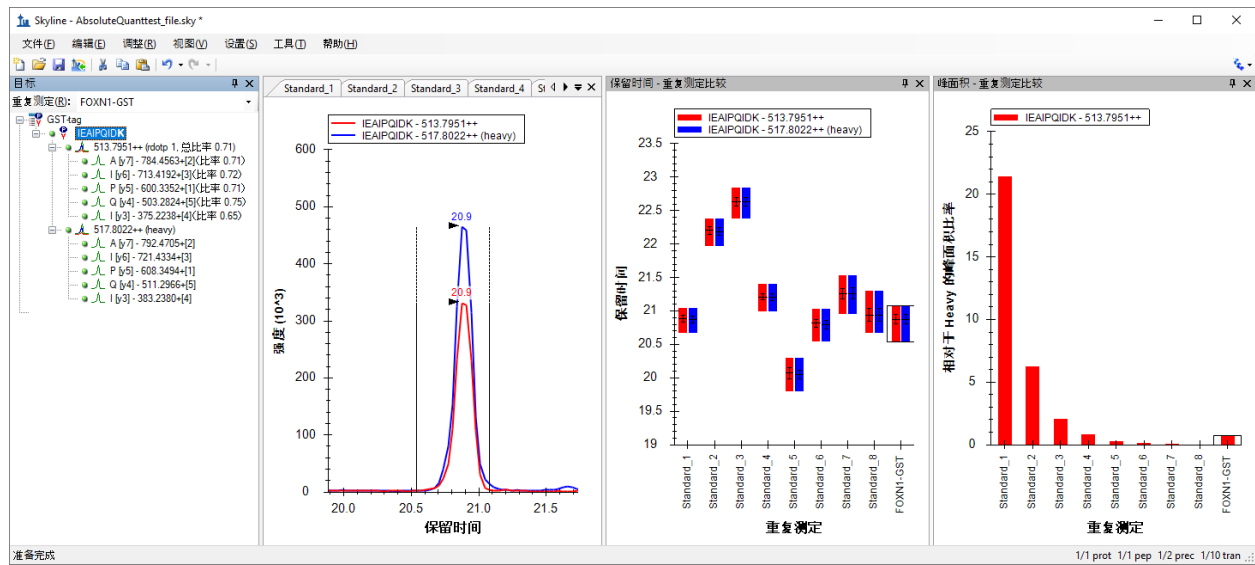 Skyline - AbsoluteQuanttest_file.sky *
文件(F) 编辑(E) 调整(R) 视图(V) 设置(S) 工具(T) 帮助(H)
目标
重复测定(R): FOXN1-GST
GST-tag
IEAIPQIDK
513.7951++ (rdotp 1, 总比率 0.71)
A [y7] - 784.4563+[2](比率 0.71)
I [y6] - 713.4192+[3](比率 0.72)
P [y5] - 600.3352+[1](比率 0.71)
Q [y4] - 503.2824+[5](比率 0.75)
I [y3] - 375.2238+[4](比率 0.65)
517.8022++ (heavy)
A [y7] - 792.4705+[2]
I [y6] - 721.4334+[3]
P [y5] - 608.3494+[1]
Q [y4] - 511.2966+[5]
I [y3] - 383.2380+[4]
Standard_1 Standard_2 Standard_3 Standard_4 St
IEAIPQIDK - 513.7951++
IEAIPQIDK - 517.8022++ (heavy)
600
500
400
300
200
100
0
强度 (10^3)
20.9
20.9
20.0 20.5 21.0 21.5
保留时间
保留时间 - 重复测定比较
IEAIPQIDK - 513.7951++
IEAIPQIDK - 517.8022++ (heavy)
23.5
23
22.5
22
21.5
21
20.5
20
19.5
19
保留时间
Standard_1
Standard_2
Standard_3
Standard_4
Standard_5
Standard_6
Standard_7
Standard_8
FOXN1-GST
重复测定
峰面积 - 重复测定比较
IEAIPQIDK - 513.7951++
25
20
15
10
5
0
相对于 Heavy 的峰面积比率
Standard_1
Standard_2
Standard_3
Standard_4
Standard_5
Standard_6
Standard_7
Standard_8
FOXN1-GST
重复测定
准备完成
1/1 prot 1/1 pep 1/2 prec 1/10 tran